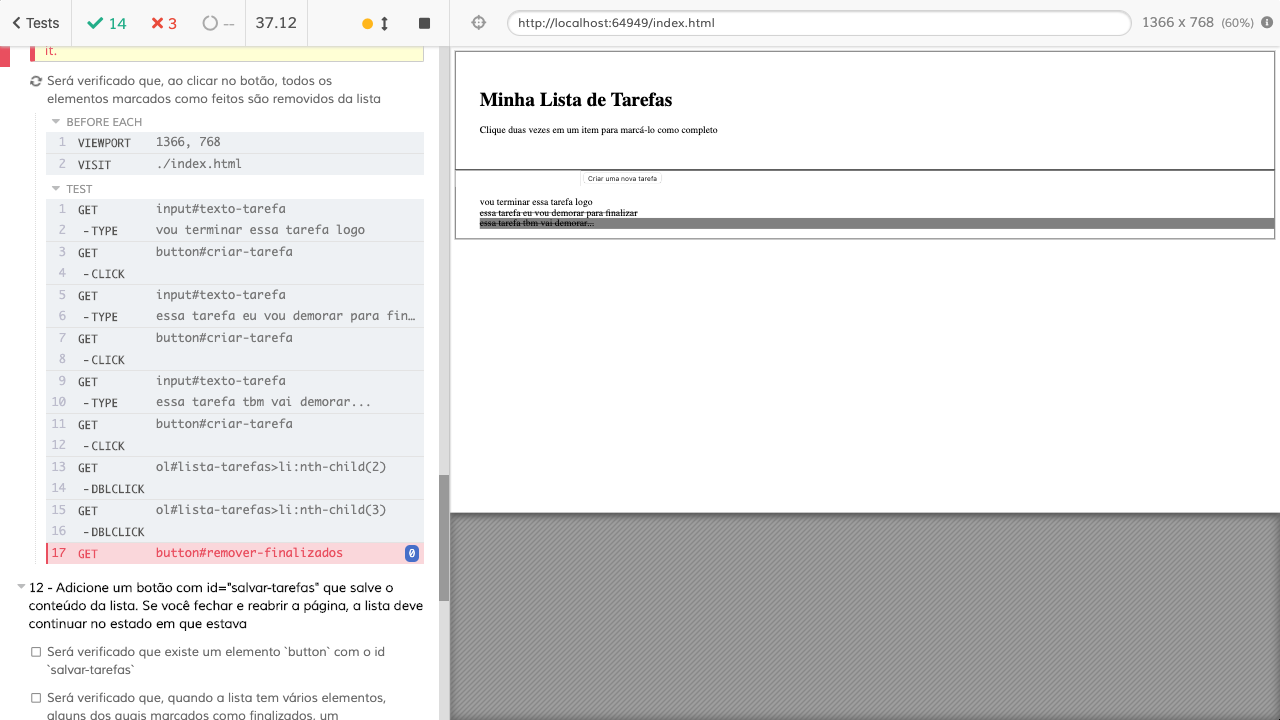 Tests
14
3
--
37.12
http://localhost:64949/index.html
1366 x 768 (60%)
it.
Será verificado que, ao clicar no botão, todos os
elementos marcados como feitos são removidos da lista
BEFORE EACH
1 VIEWPORT 1366, 768
2 VISIT ./index.html
TEST
1 GET input#texto-tarefa
2 -TYPE vou terminar essa tarefa logo
3 GET button#criar-tarefa
4 -CLICK
5 GET input#texto-tarefa
6 -TYPE essa tarefa eu vou demorar para fin…
7 GET button#criar-tarefa
8 -CLICK
9 GET input#texto-tarefa
10 -TYPE essa tarefa tbm vai demorar...
11 GET button#criar-tarefa
12 -CLICK
13 GET ol#lista-tarefas>li:nth-child(2)
14 -DBLCLICK
15 GET ol#lista-tarefas>li:nth-child(3)
16 -DBLCLICK
17 GET button#remover-finalizados 0
12 - Adicione um botão com id="salvar-tarefas" que salve o
conteúdo da lista. Se você fechar e reabrir a página, a lista deve
continuar no estado em que estava
Será verificado que existe um elemento `button` com o id
`salvar-tarefas`
Será verificado que, quando a lista tem vários elementos,
alguns dos quais marcados como finalizados, um
Minha Lista de Tarefas
Clique duas vezes em um item para marcá-lo como completo
Criar uma nova tarefa
vou terminar essa tarefa logo
essa tarefa eu vou demorar para finalizar
essa tarefa tbm vai demorar...